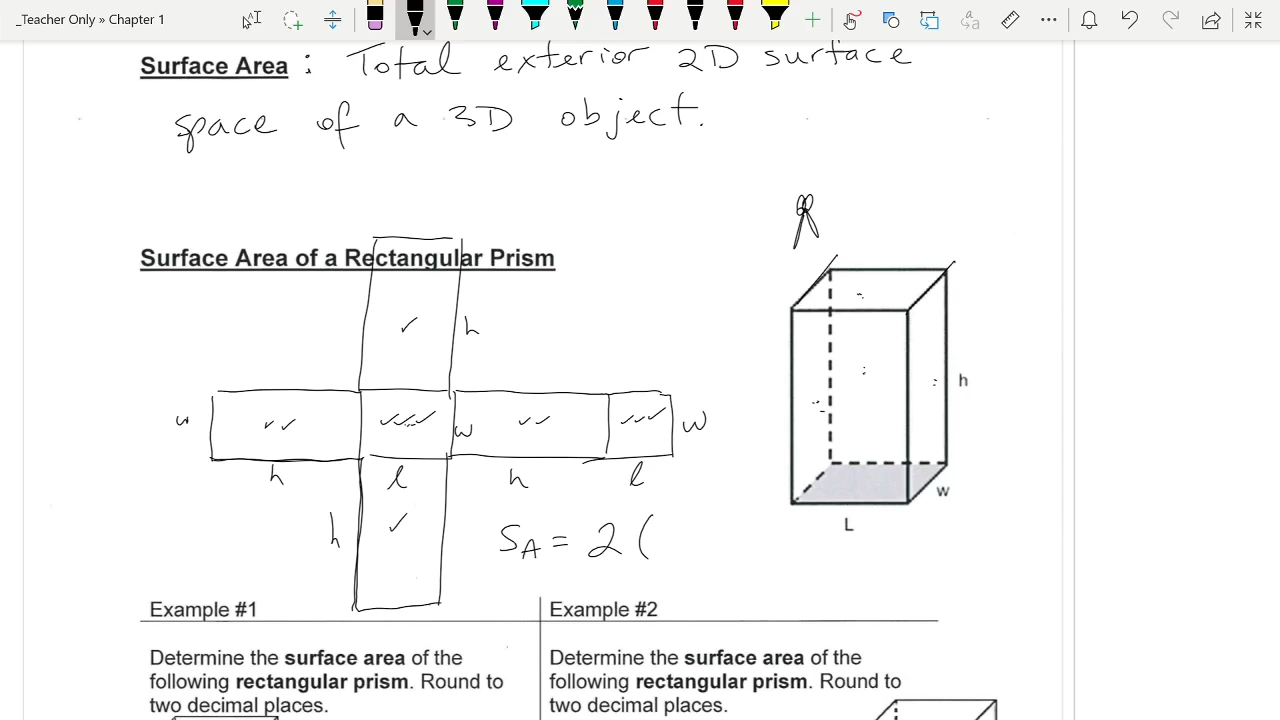 _Teacher Only » Chapter 1
Surface Area : Total exterior 2D surface
space of a 3D object.
Surface Area of a Rectangular Prism
h
w
w
w
h
l
h
l
h
S_A = 2 (
h
w
L
Example #1
Example #2
Determine the surface area of the
following rectangular prism. Round to
two decimal places.
Determine the surface area of the
following rectangular prism. Round to
two decimal places.